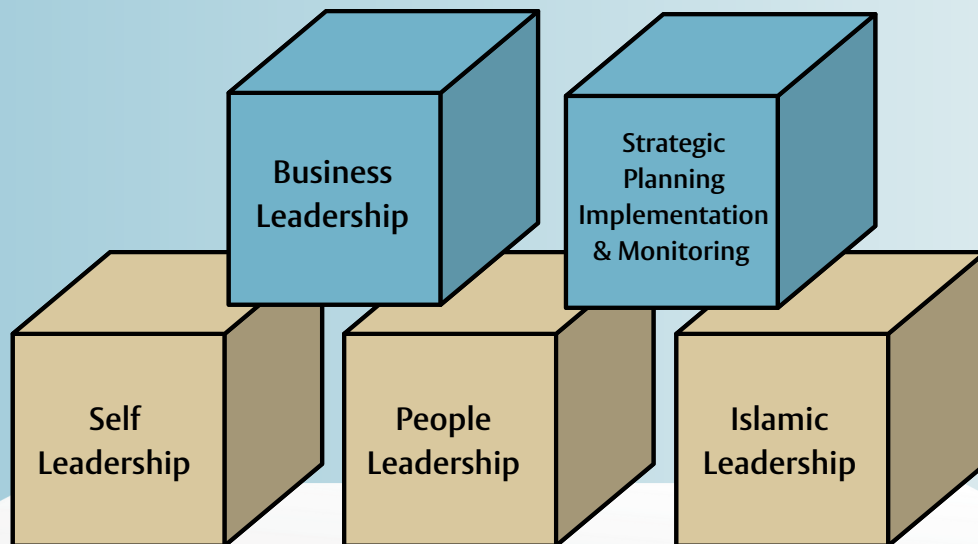 Business
Leadership
Strategic
Planning
Implementation
& Monitoring
Self
Leadership
People
Leadership
Islamic
Leadership